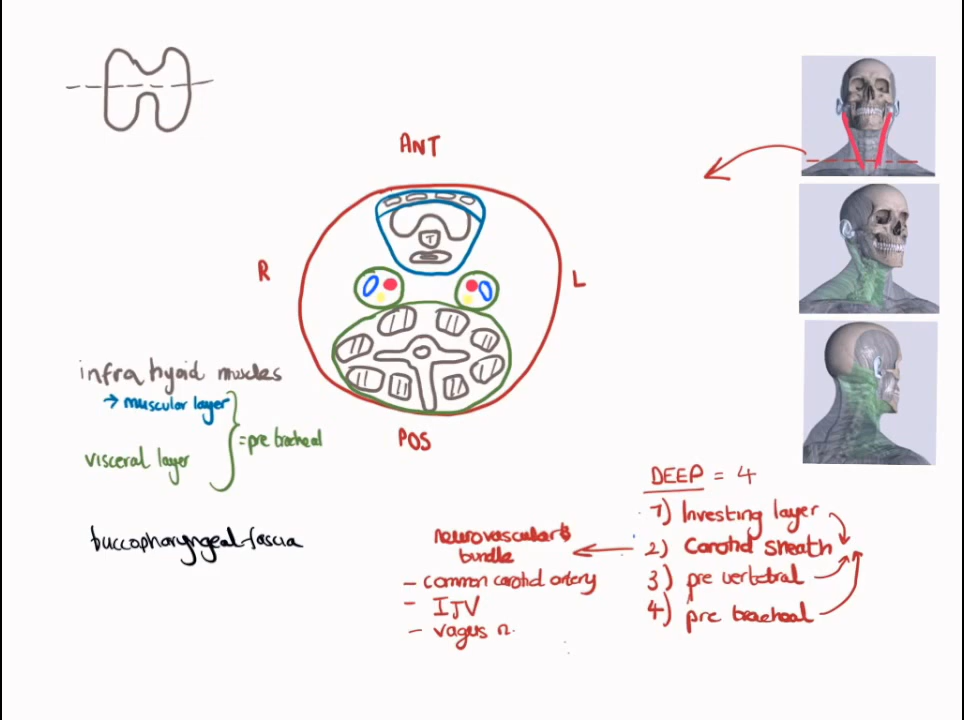 ANT
T
R
L
POS
infra hyoid muscles
→ muscular layer
visceral layer
= pre tracheal
buccopharyngeal fascia
DEEP = 4
1) Investing layer
2) Carotid sheath
3) pre vertebral
4) pre tracheal
neurovascular
bundle
- common carotid artery
- IJV
- vagus n.